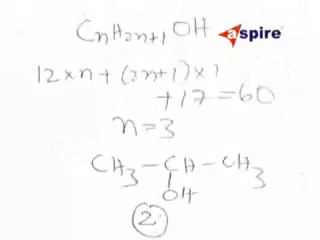 CnH2n+1 OH aspire
12×n + (2n+1)×1
+17=60
n=3
CH3-CH-CH3
OH
2